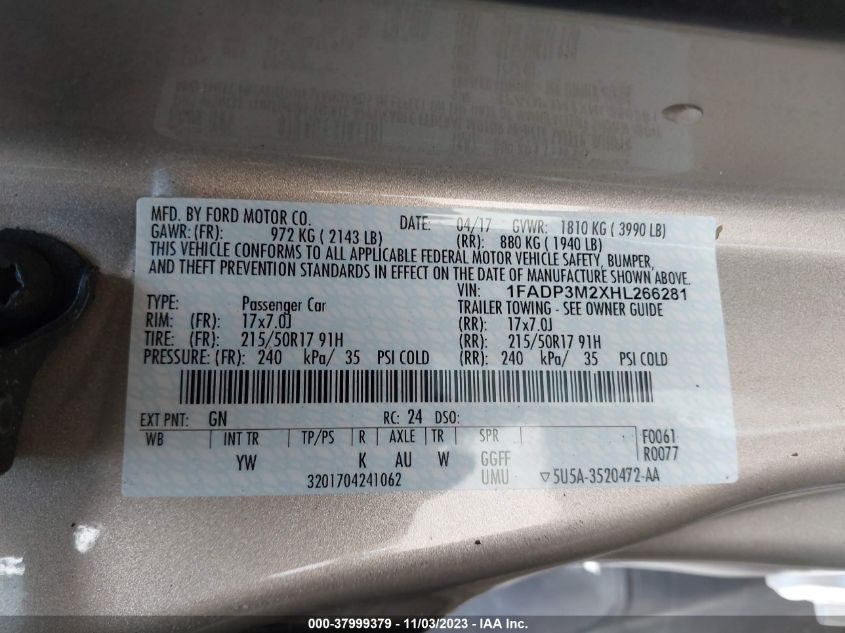 MFD. BY FORD MOTOR CO. DATE: 04/17 GVWR: 1810 KG ( 3990 LB)
GAWR: (FR) 972 KG ( 2143 LB) (RR): 880 KG ( 1940 LB)
THIS VEHICLE CONFORMS TO ALL APPLICABLE FEDERAL MOTOR VEHICLE SAFETY, BUMPER,
AND THEFT PREVENTION STANDARDS IN EFFECT ON THE DATE OF MANUFACTURE SHOWN ABOVE.
VIN: 1FADP3M2XHL266281
TYPE: Passenger Car TRAILER TOWING - SEE OWNER GUIDE
RIM: (FR) 17x7.0J (RR): 17x7.0J
TIRE: (FR): 215/50R17 91H (RR): 215/50R17 91H
PRESSURE: (FR): 240 kPa/ 35 PSI COLD (RR): 240 kPa/ 35 PSI COLD
EXT PNT: GN RC: 24 DSO:
WB INT TR TP/PS R AXLE TR SPR F0061
YW K AU W GGFF R0077
3201704241062 UMU ▽5U5A-3520472-AA
000-37999379 - 11/03/2023 - IAA Inc.